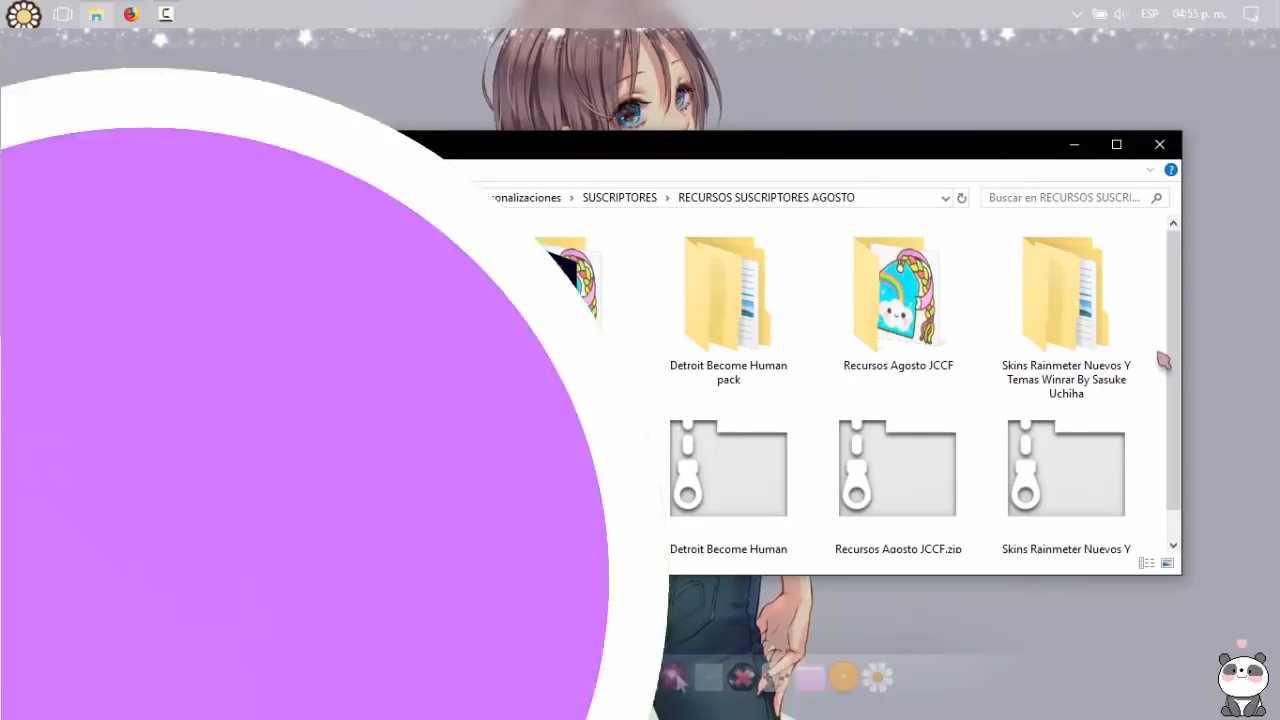 ESP 04:55 p. m.
onalizaciones > SUSCRIPTORES > RECURSOS SUSCRIPTORES AGOSTO
Buscar en RECURSOS SUSCRI...
Detroit Become Human
pack
Recursos Agosto JCCF
Skins Rainmeter Nuevos Y
Temas Winrar By Sasuke
Uchiha
Detroit Become Human
Recursos Agosto JCCF.zip
Skins Rainmeter Nuevos Y